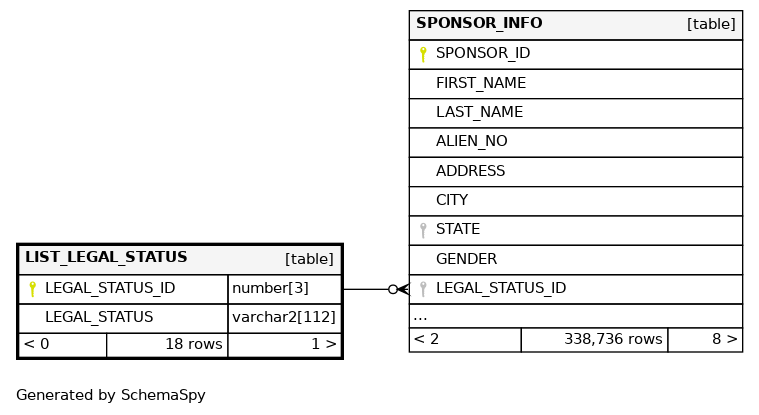 SPONSOR_INFO [table]
SPONSOR_ID
FIRST_NAME
LAST_NAME
ALIEN_NO
ADDRESS
CITY
STATE
GENDER
LEGAL_STATUS_ID
...
< 2 338,736 rows 8 >
LIST_LEGAL_STATUS [table]
LEGAL_STATUS_ID number[3]
LEGAL_STATUS varchar2[112]
< 0 18 rows 1 >
Generated by SchemaSpy